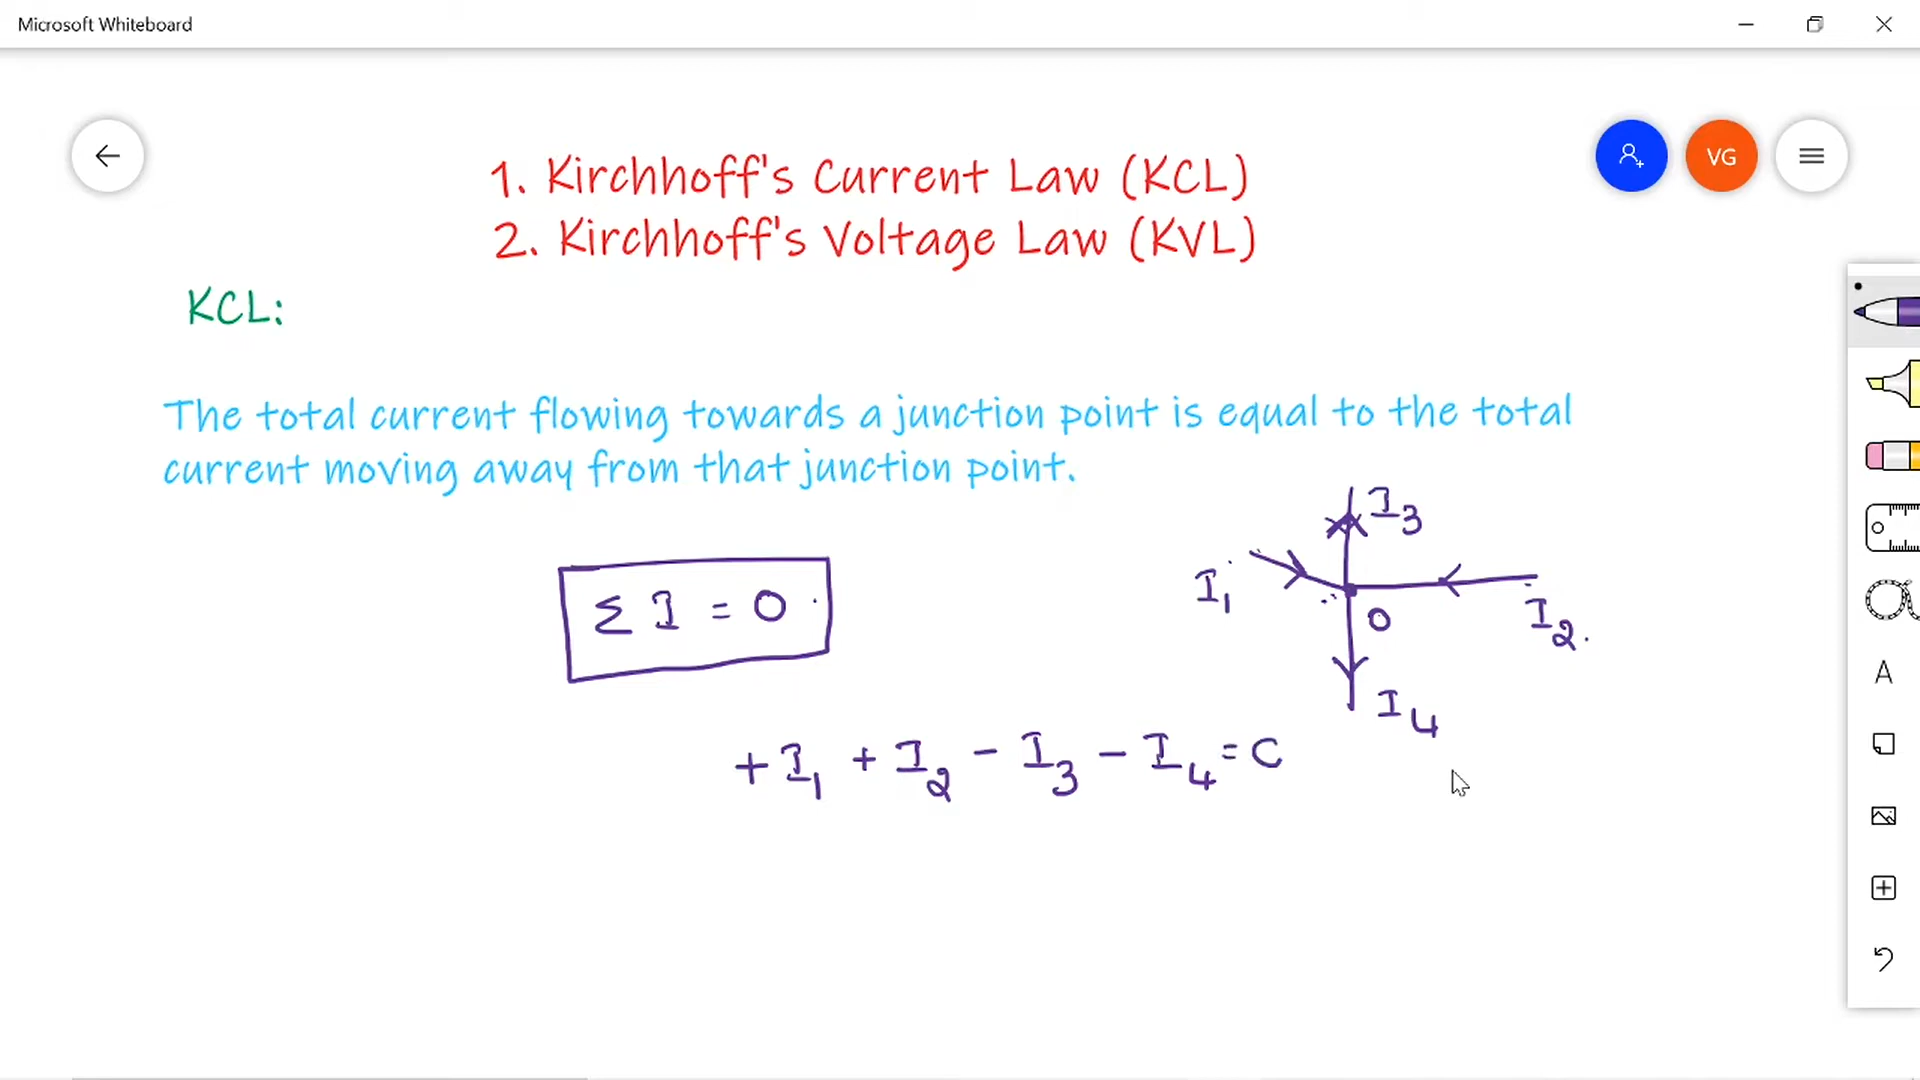 Microsoft Whiteboard
VG
1. Kirchhoff's Current Law (KCL)
2. Kirchhoff's Voltage Law (KVL)
KCL:
The total current flowing towards a junction point is equal to the total
current moving away from that junction point.
I3
I1
O
I2.
I4
Σ I = 0
+I1 + I2 - I3 - I4 = C
A